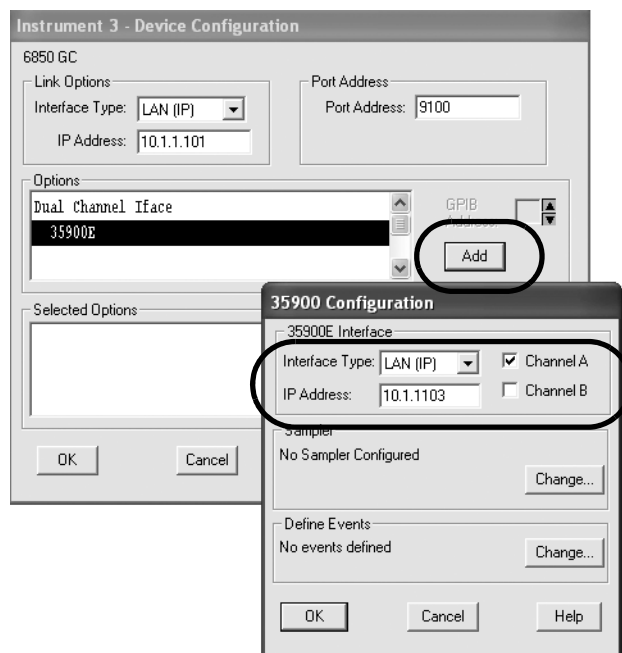 Instrument 3 - Device Configuration
6850 GC
Link Options
Interface Type: LAN (IP)
IP Address: 10.1.1.101
Port Address
Port Address: 9100
Options
Dual Channel Iface
35900E
GPIB
Address:
Add
Selected Options
OK
Cancel
35900 Configuration
35900E Interface
Interface Type: LAN (IP)
Channel A
IP Address: 10.1.1103
Channel B
Sampler
No Sampler Configured
Change...
Define Events
No events defined
Change...
OK
Cancel
Help